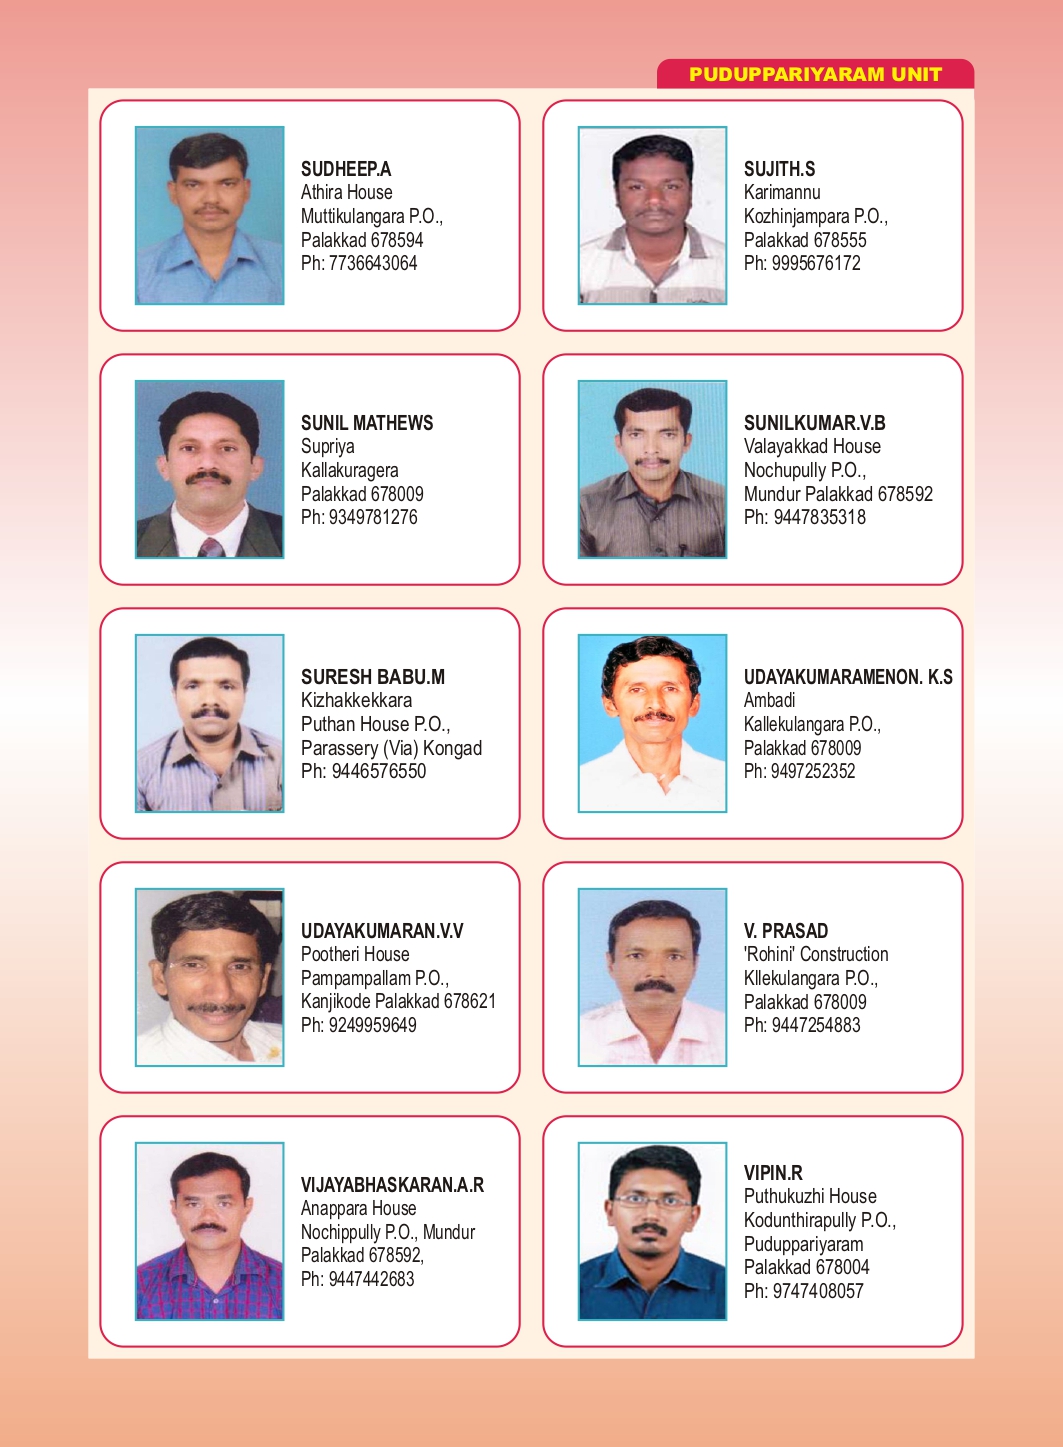 PUDUPPARIYARAM UNIT
SUDHEEP.A
Athira House
Muttikulangara P.O.,
Palakkad 678594
Ph: 7736643064
SUJITH.S
Karimannu
Kozhinjampara P.O.,
Palakkad 678555
Ph: 9995676172
SUNIL MATHEWS
Supriya
Kallakuragera
Palakkad 678009
Ph: 9349781276
SUNILKUMAR.V.B
Valayakkad House
Nochupully P.O.,
Mundur Palakkad 678592
Ph: 9447835318
SURESH BABU.M
Kizhakkekkara
Puthan House P.O.,
Parassery (Via) Kongad
Ph: 9446576550
UDAYAKUMARAMENON. K.S
Ambadi
Kallekulangara P.O.,
Palakkad 678009
Ph: 9497252352
UDAYAKUMARAN.V.V
Pootheri House
Pampampallam P.O.,
Kanjikode Palakkad 678621
Ph: 9249959649
V. PRASAD
'Rohini' Construction
Kllekulangara P.O.,
Palakkad 678009
Ph: 9447254883
VIJAYABHASKARAN.A.R
Anappara House
Nochippully P.O., Mundur
Palakkad 678592,
Ph: 9447442683
VIPIN.R
Puthukuzhi House
Kodunthirapully P.O.,
Puduppariyaram
Palakkad 678004
Ph: 9747408057